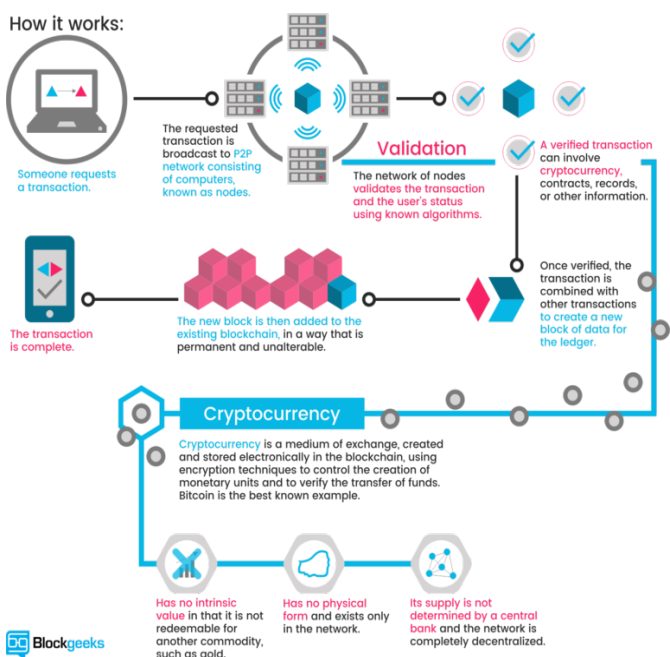 How it works:
Someone requests
a transaction.
The requested
transaction is
broadcast to P2P
network consisting
of computers,
known as nodes.
Validation
The network of nodes
validates the transaction
and the user's status
using known algorithms.
A verified transaction
can involve
cryptocurrency,
contracts, records,
or other information.
Once verified, the
transaction is
combined with
other transactions
to create a new
block of data for
the ledger.
The new block is then added to the
existing blockchain, in a way that is
permanent and unalterable.
The transaction
is complete.
Cryptocurrency
Cryptocurrency is a medium of exchange, created
and stored electronically in the blockchain, using
encryption techniques to control the creation of
monetary units and to verify the transfer of funds.
Bitcoin is the best known example.
Has no intrinsic
value in that it is not
redeemable for
another commodity,
such as gold.
Has no physical
form and exists only
in the network.
Its supply is not
determined by a central
bank and the network is
completely decentralized.
bg Blockgeeks